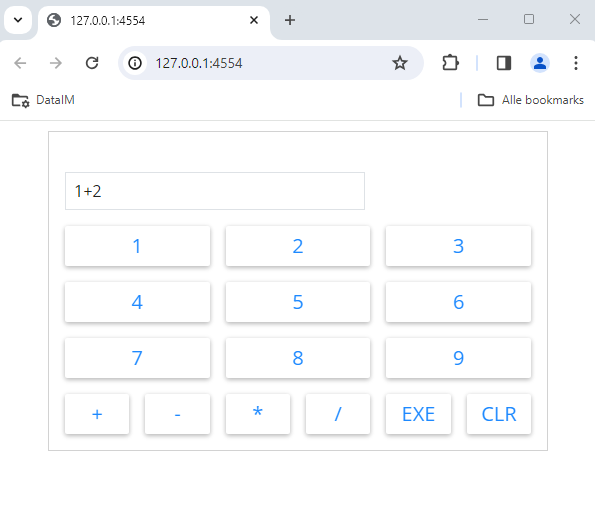 127.0.0.1:4554
127.0.0.1:4554
DataIM
Alle bookmarks
1+2
1 2 3
4 5 6
7 8 9
+ - * / EXE CLR